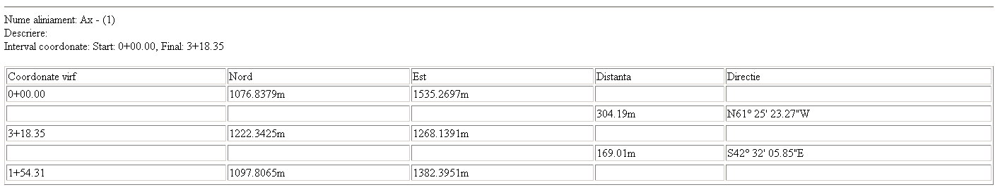 Nume aliniament: Ax - (1)
Descriere:
Interval coordonate: Start: 0+00.00, Final: 3+18.35
Coordonate virf Nord Est Distanta Directie
0+00.00 1076.8379m 1535.2697m
304.19m N61° 25' 23.27"W
3+18.35 1222.3425m 1268.1391m
169.01m S42° 32' 05.85"E
1+54.31 1097.8065m 1382.3951m